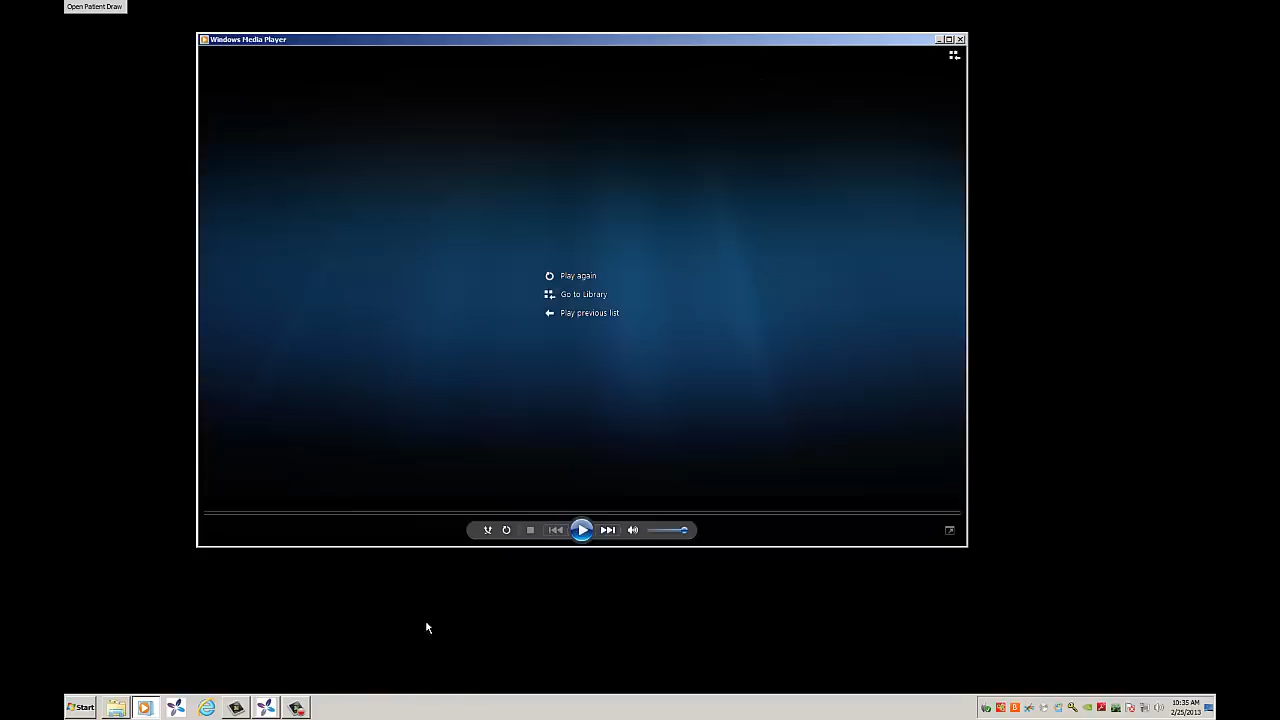 Open Patient Draw
Windows Media Player
Play again
Go to Library
Play previous list
Start
10:35 AM
2/25/2013